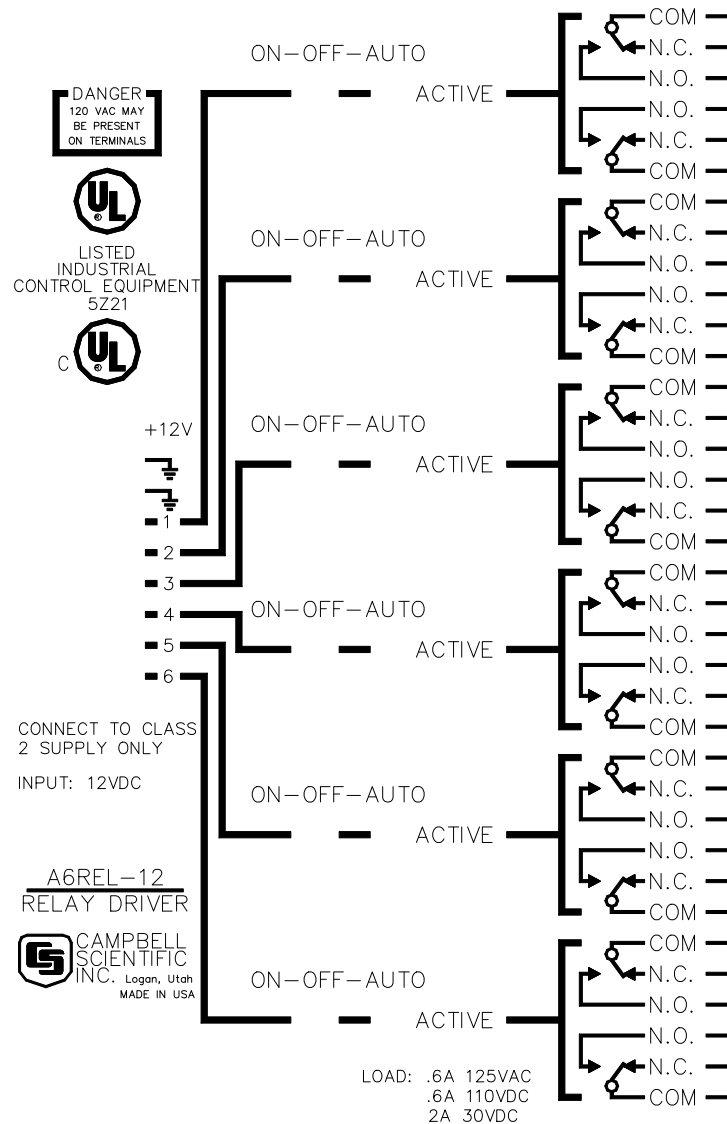 ON-OFF-AUTO
ACTIVE
COM
N.C.
N.O.
N.O.
N.C.
COM
DANGER
120 VAC MAY
BE PRESENT
ON TERMINALS
UL
®
LISTED
INDUSTRIAL
CONTROL EQUIPMENT
5Z21
C UL
®
ON-OFF-AUTO
ACTIVE
COM
N.C.
N.O.
N.O.
N.C.
COM
+12V
1
2
3
4
5
6
ON-OFF-AUTO
ACTIVE
COM
N.C.
N.O.
N.O.
N.C.
COM
ON-OFF-AUTO
ACTIVE
COM
N.C.
N.O.
N.O.
N.C.
COM
CONNECT TO CLASS
2 SUPPLY ONLY
INPUT: 12VDC
ON-OFF-AUTO
ACTIVE
COM
N.C.
N.O.
N.O.
N.C.
COM
A6REL-12
RELAY DRIVER
CAMPBELL
SCIENTIFIC
INC. Logan, Utah
MADE IN USA
ON-OFF-AUTO
ACTIVE
COM
N.C.
N.O.
N.O.
N.C.
COM
LOAD: .6A 125VAC
.6A 110VDC
2A 30VDC